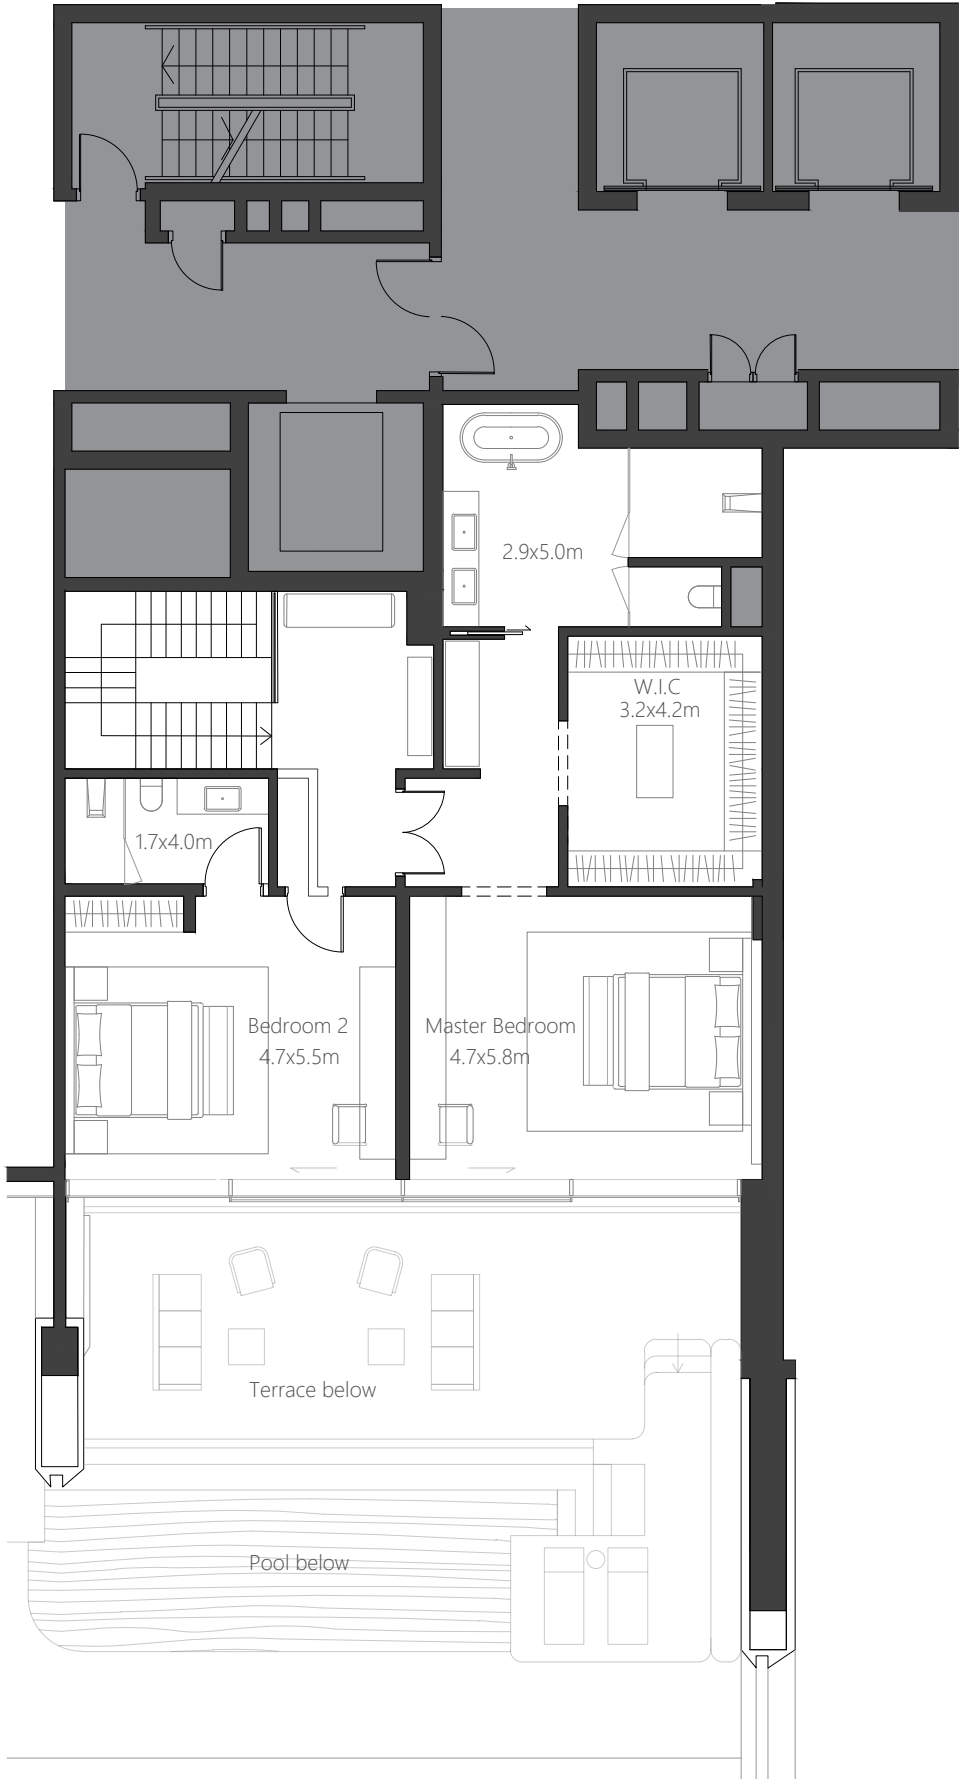 2.9x5.0m
W.I.C
3.2x4.2m
1.7x4.0m
Bedroom 2
4.7x5.5m
Master Bedroom
4.7x5.8m
Terrace below
Pool below